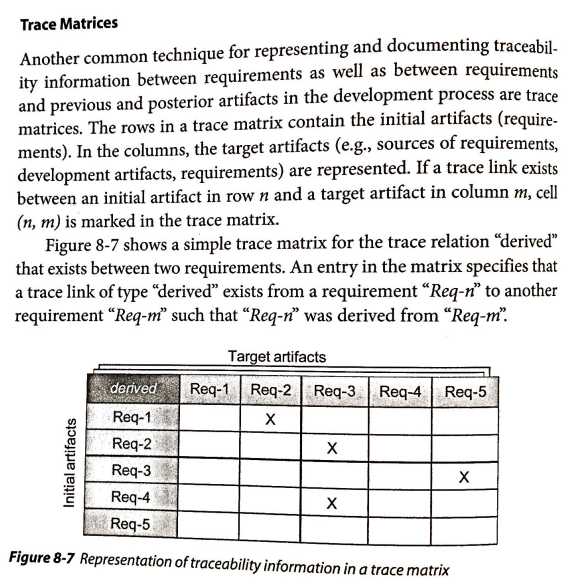 Trace Matrices
Another common technique for representing and documenting traceabil-
ity information between requirements as well as between requirements
and previous and posterior artifacts in the development process are trace
matrices. The rows in a trace matrix contain the initial artifacts (require-
ments). In the columns, the target artifacts (e.g., sources of requirements,
development artifacts, requirements) are represented. If a trace link exists
between an initial artifact in row n and a target artifact in column m, cell
(n, m) is marked in the trace matrix.
Figure 8-7 shows a simple trace matrix for the trace relation “derived”
that exists between two requirements. An entry in the matrix specifies that
a trace link of type “derived” exists from a requirement “Req-n” to another
requirement “Req-m” such that “Req-n” was derived from “Req-m”.
Target artifacts
derived Req-1 Req-2 Req-3 Req-4 Req-5
Initial artifacts
Req-1 X
Req-2 X
Req-3 X
Req-4 X
Req-5
Figure 8-7 Representation of traceability information in a trace matrix